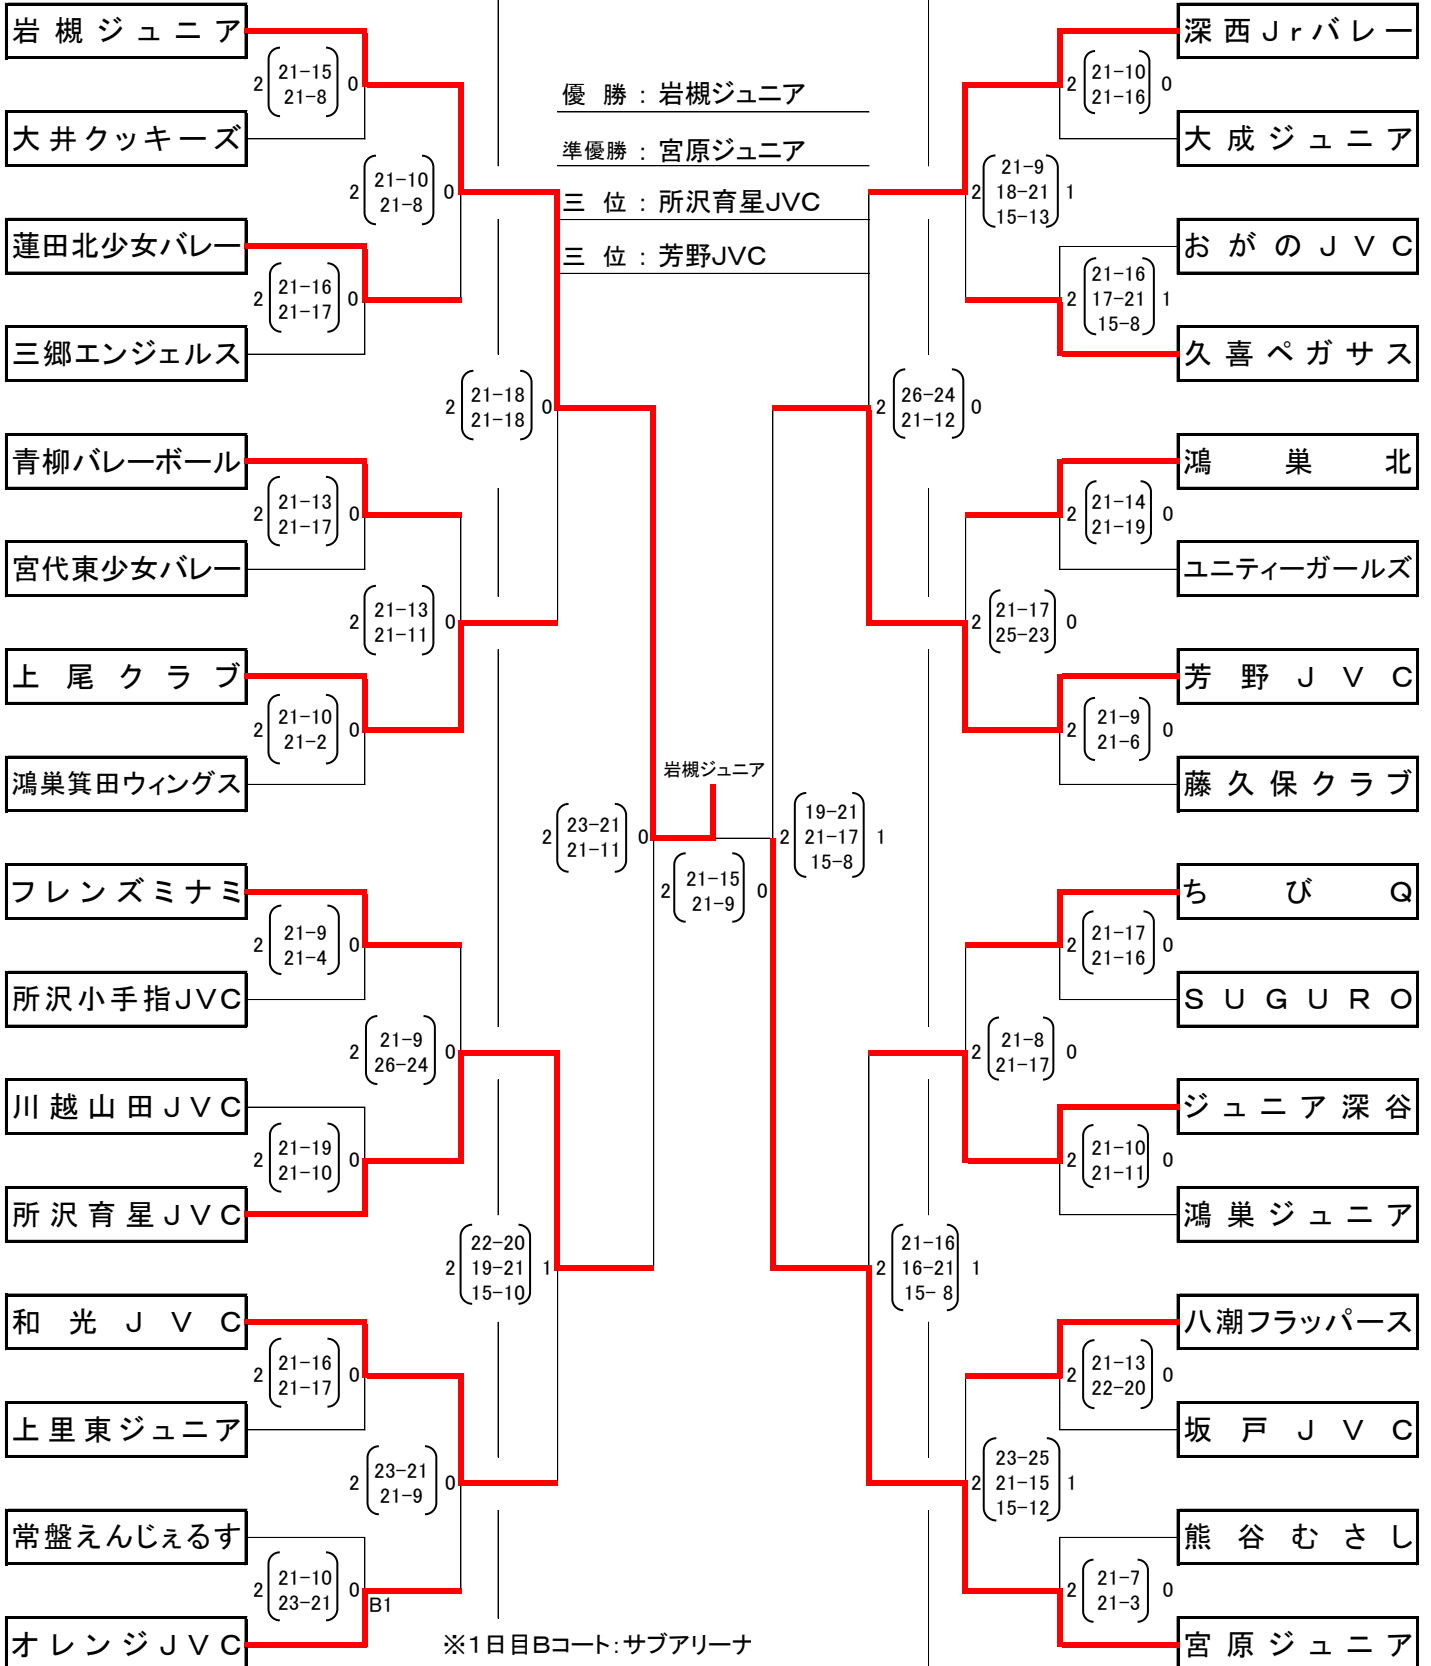 岩槻ジュニア
2 21-15 0
21-8
大井クッキーズ
2 21-10 0
21-8
蓮田北少女バレー
2 21-16 0
21-17
三郷エンジェルス
2 21-18 0
21-18
青柳バレーボール
2 21-13 0
21-17
宮代東少女バレー
2 21-13 0
21-11
上尾クラブ
2 21-10 0
21-2
鴻巣箕田ウィングス
2 23-21 0
21-11
フレンズミナミ
2 21-9 0
21-4
所沢小手指JVC
2 21-9 0
26-24
川越山田JVC
2 21-19 0
21-10
所沢育星JVC
2 22-20 1
19-21
15-10
和光JVC
2 21-16 0
21-17
上里東ジュニア
2 23-21 0
21-9
常盤えんじぇるす
2 21-10 0
23-21
B1
オレンジJVC
優勝：岩槻ジュニア
準優勝：宮原ジュニア
三位：所沢育星JVC
三位：芳野JVC
岩槻ジュニア
2 21-15 0
21-9
※1日目Bコート：サブアリーナ
深西Jrバレー
2 21-10 0
21-16
大成ジュニア
2 21-9 1
18-21
15-13
おがのJVC
2 21-16 1
17-21
15-8
久喜ペガサス
2 26-24 0
21-12
鴻巣北
2 21-14 0
21-19
ユニティーガールズ
2 21-17 0
25-23
芳野JVC
2 21-9 0
21-6
藤久保クラブ
2 19-21 1
21-17
15-8
ちびQ
2 21-17 0
21-16
SUGURO
2 21-8 0
21-17
ジュニア深谷
2 21-10 0
21-11
鴻巣ジュニア
2 21-16 1
16-21
15- 8
八潮フラッパース
2 21-13 0
22-20
坂戸JVC
2 23-25 1
21-15
15-12
熊谷むさし
2 21-7 0
21-3
宮原ジュニア